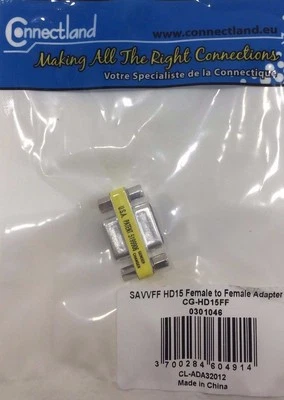 Connectland
www.connectland.eu
Making All The Right Connections
Votre Specialiste de la Connectique
U.S.A. PATENT
SAVVFF HD15 Female to Female Adapter
CG-HD15FF
0301046
3 700284 604914
CL-ADA32012
Made in China